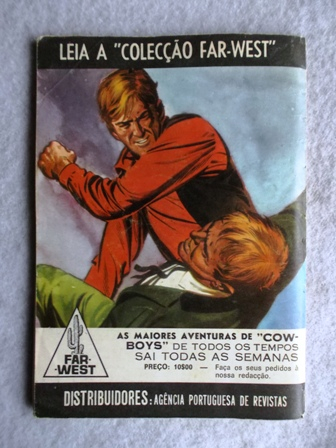 LEIA A "COLECÇÃO FAR-WEST"
AS MAIORES AVENTURAS DE "COW-
BOYS" DE TODOS OS TEMPOS
SAI TODAS AS SEMANAS
PREÇO: 10$00 — Faça os seus pedidos à
nossa redacção.
FAR-
-WEST
DISTRIBUIDORES: AGÊNCIA PORTUGUESA DE REVISTAS